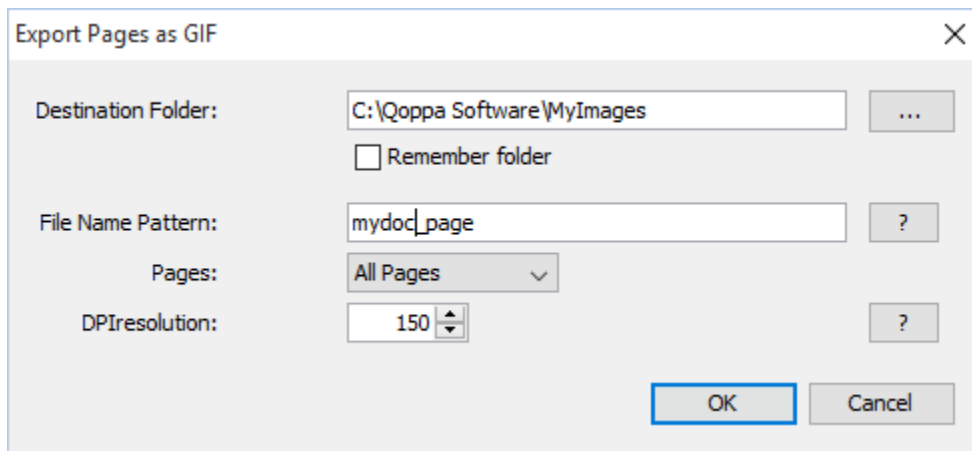 Export Pages as GIF
Destination Folder: C:\Qoppa Software\MyImages ...
Remember folder
File Name Pattern: mydoc_page ?
Pages: All Pages
DPIresolution: 150 ?
OK Cancel